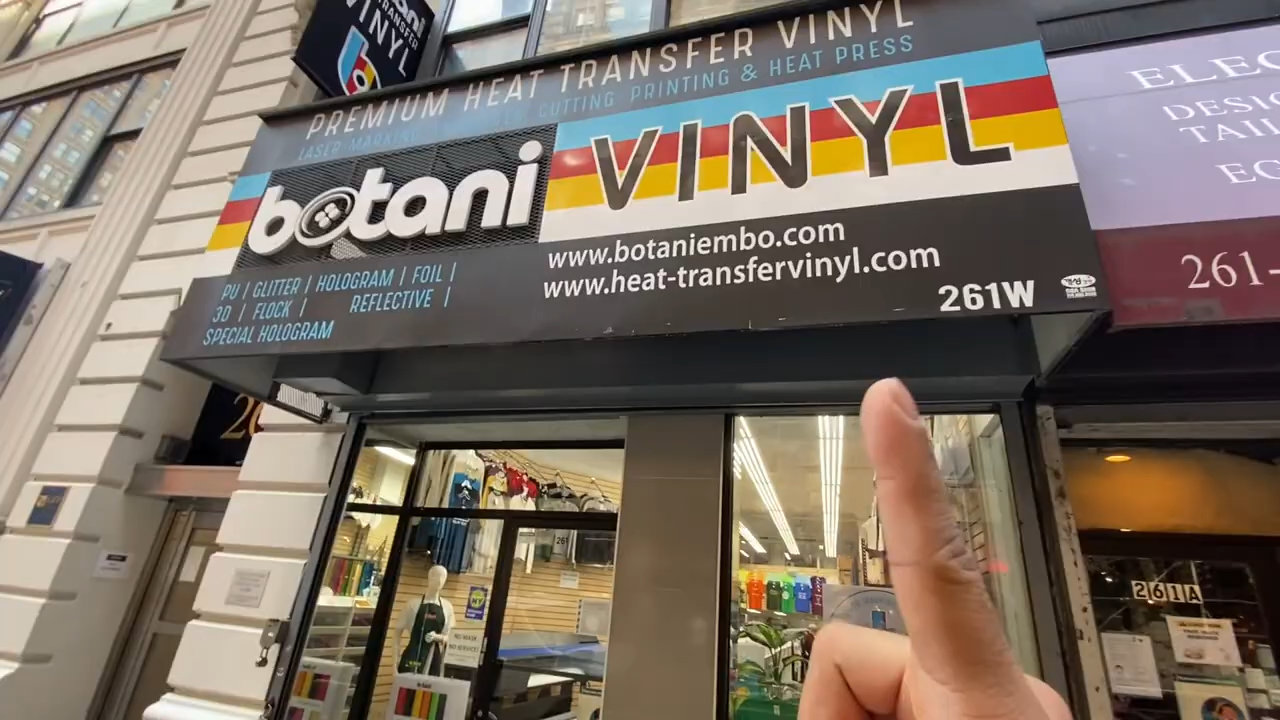 VINYL
PREMIUM HEAT TRANSFER VINYL
LASER MARKING CUTTING PRINTING & HEAT PRESS
botani VINYL
www.botaniembo.com
www.heat-transfervinyl.com
PU | GLITTER | HOLOGRAM | FOIL |
3D | FLOCK | REFLECTIVE |
SPECIAL HOLOGRAM
261W
ELEC
DESIG
TAIL
EC
261-
261
261A
NO MASK
NO SERVICE